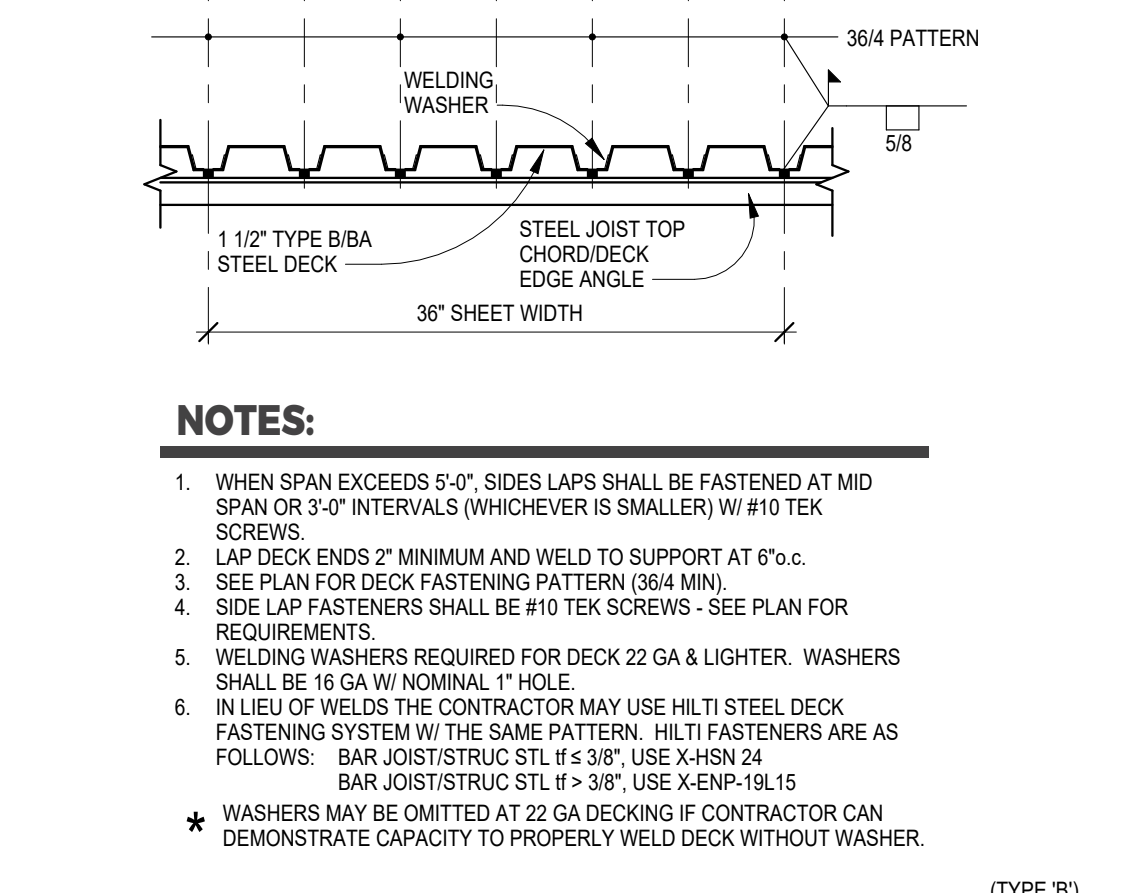 36/4 PATTERN
WELDING
WASHER
5/8
1 1/2" TYPE B/BA
STEEL DECK
STEEL JOIST TOP
CHORD/DECK
EDGE ANGLE
36" SHEET WIDTH
NOTES:
1. WHEN SPAN EXCEEDS 5'-0", SIDES LAPS SHALL BE FASTENED AT MID
SPAN OR 3'-0" INTERVALS (WHICHEVER IS SMALLER) W/ #10 TEK
SCREWS.
2. LAP DECK ENDS 2" MINIMUM AND WELD TO SUPPORT AT 6"o.c.
3. SEE PLAN FOR DECK FASTENING PATTERN (36/4 MIN).
4. SIDE LAP FASTENERS SHALL BE #10 TEK SCREWS - SEE PLAN FOR
REQUIREMENTS.
5. WELDING WASHERS REQUIRED FOR DECK 22 GA & LIGHTER. WASHERS
SHALL BE 16 GA W/ NOMINAL 1" HOLE.
6. IN LIEU OF WELDS THE CONTRACTOR MAY USE HILTI STEEL DECK
FASTENING SYSTEM W/ THE SAME PATTERN. HILTI FASTENERS ARE AS
FOLLOWS: BAR JOIST/STRUC STL tf ≤ 3/8", USE X-HSN 24
BAR JOIST/STRUC STL tf > 3/8", USE X-ENP-19L15
* WASHERS MAY BE OMITTED AT 22 GA DECKING IF CONTRACTOR CAN
DEMONSTRATE CAPACITY TO PROPERLY WELD DECK WITHOUT WASHER.
(TYPE 'B')